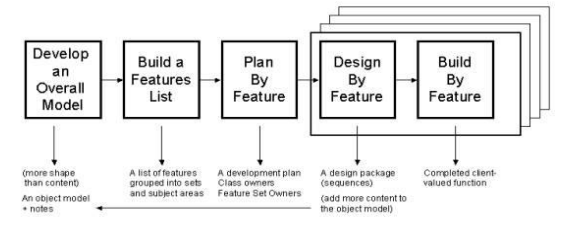 Develop
an
Overall
Model
Build a
Features
List
Plan
By
Feature
Design
By
Feature
Build
By
Feature
(more shape
than content)
An object model
+ notes
A list of features
grouped into sets
and subject areas
A development plan
Class owners
Feature Set Owners
A design package
(sequences)
(add more content to
the object model)
Completed client-
valued function